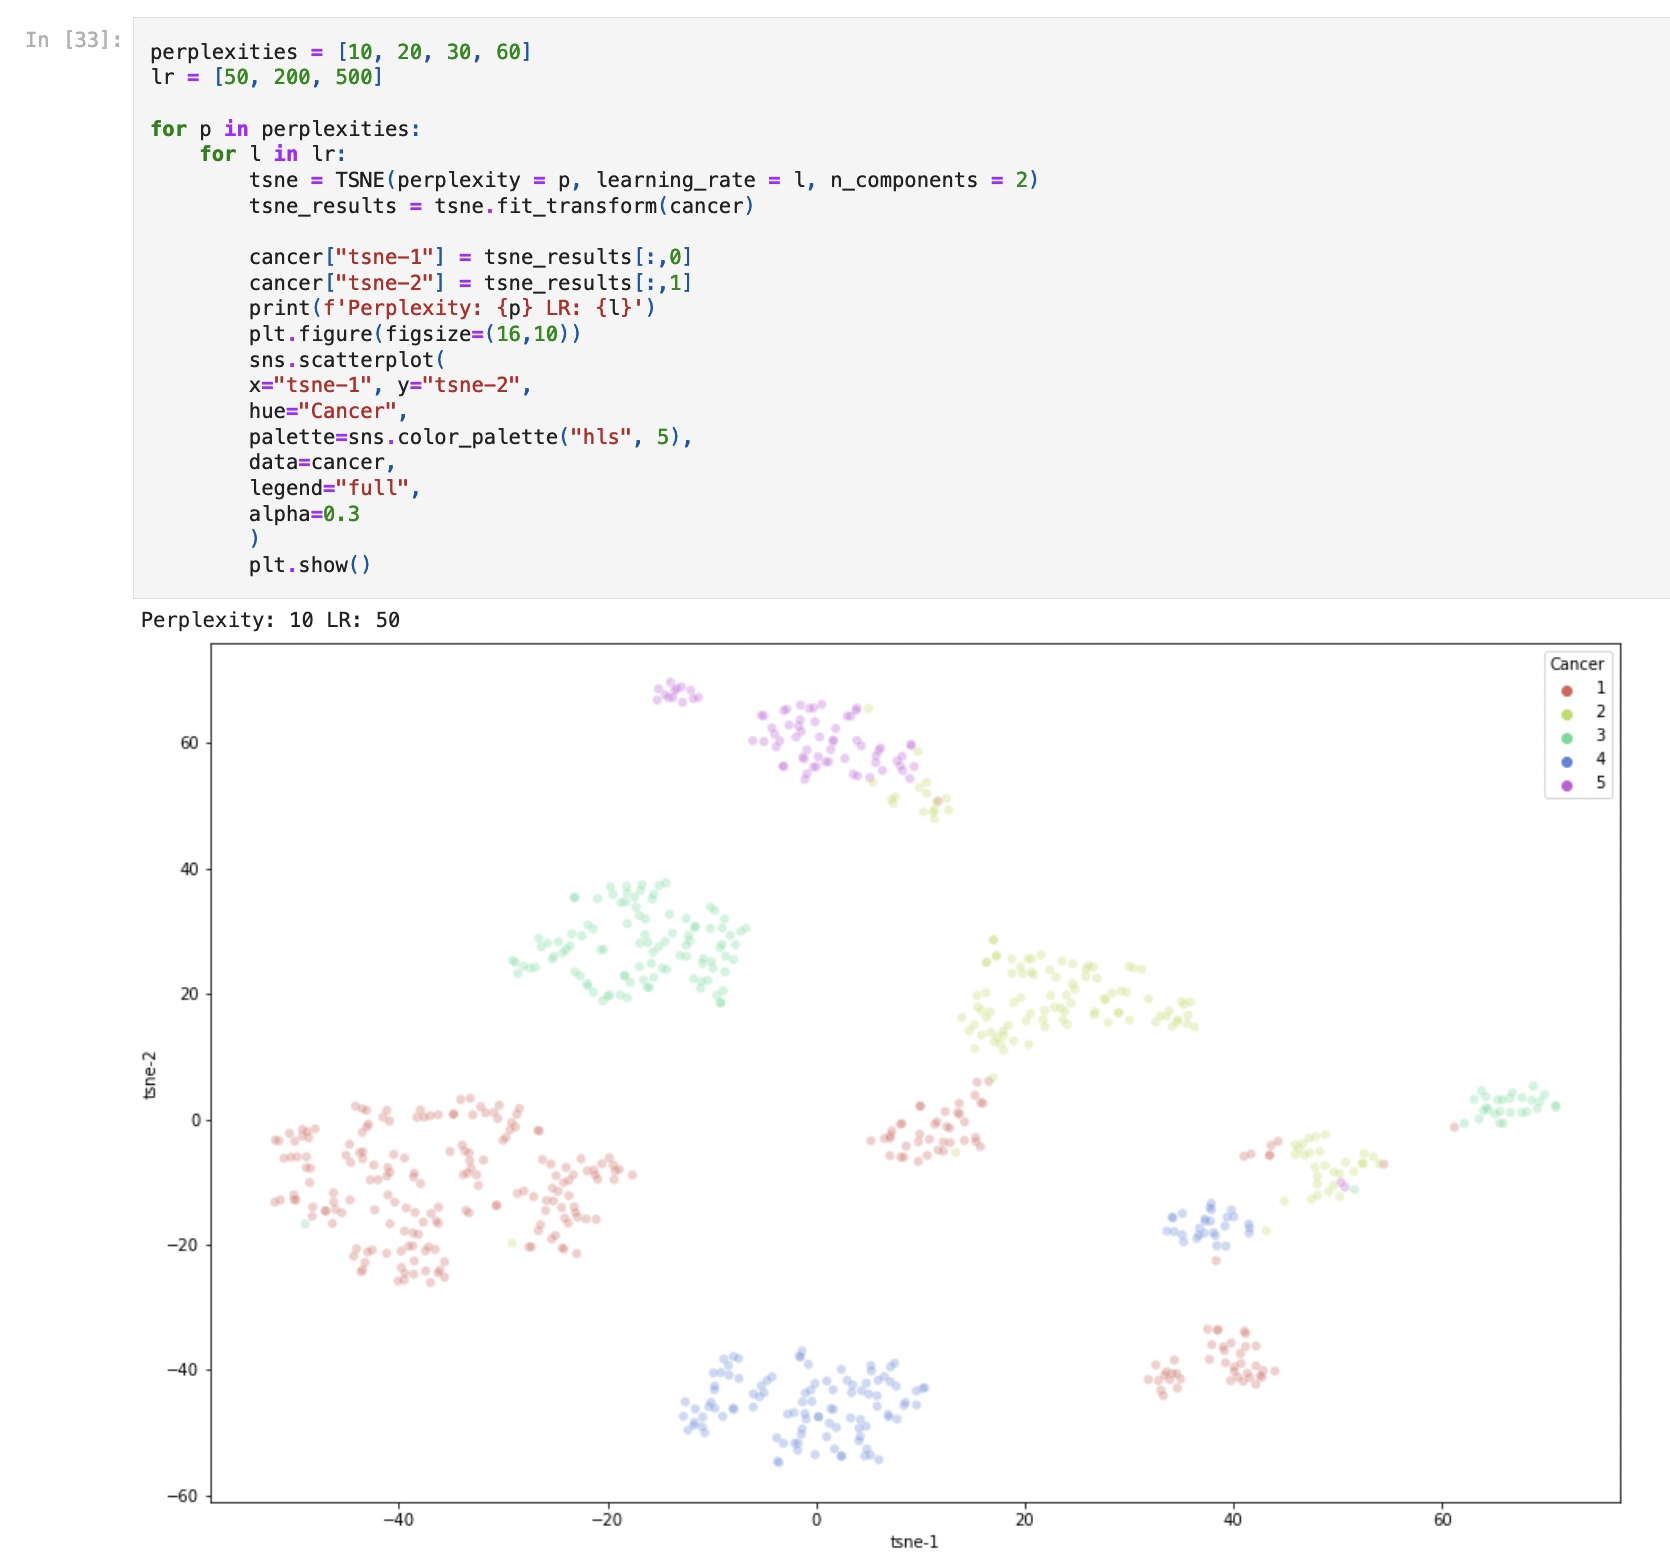 In [33]:
perplexities = [10, 20, 30, 60]
lr = [50, 200, 500]
for p in perplexities:
for l in lr:
tsne = TSNE(perplexity = p, learning_rate = l, n_components = 2)
tsne_results = tsne.fit_transform(cancer)
cancer["tsne-1"] = tsne_results[:,0]
cancer["tsne-2"] = tsne_results[:,1]
print(f'Perplexity: {p} LR: {l}')
plt.figure(figsize=(16,10))
sns.scatterplot(
x="tsne-1", y="tsne-2",
hue="Cancer",
palette=sns.color_palette("hls", 5),
data=cancer,
legend="full",
alpha=0.3
)
plt.show()
Perplexity: 10 LR: 50
Cancer
1
2
3
4
5
60
40
20
0
−20
−40
−60
tsne-2
−40
−20
0
20
40
60
tsne-1